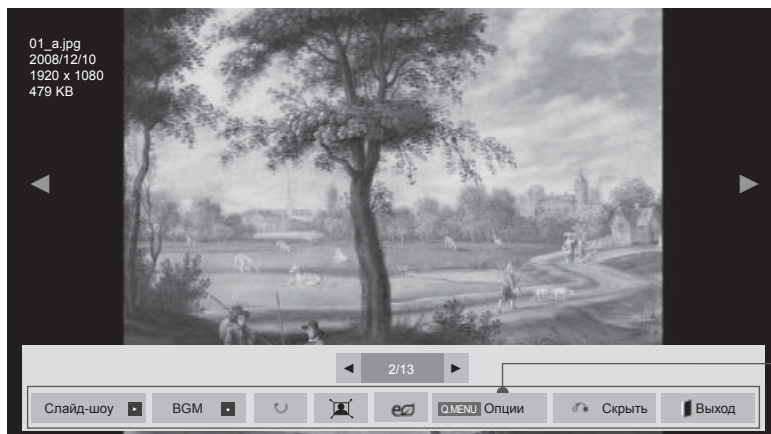 01_a.jpg
2008/12/10
1920 x 1080
479 KB
2/13
Слайд-шоу BGM Q.MENU Опции Скрыть Выход